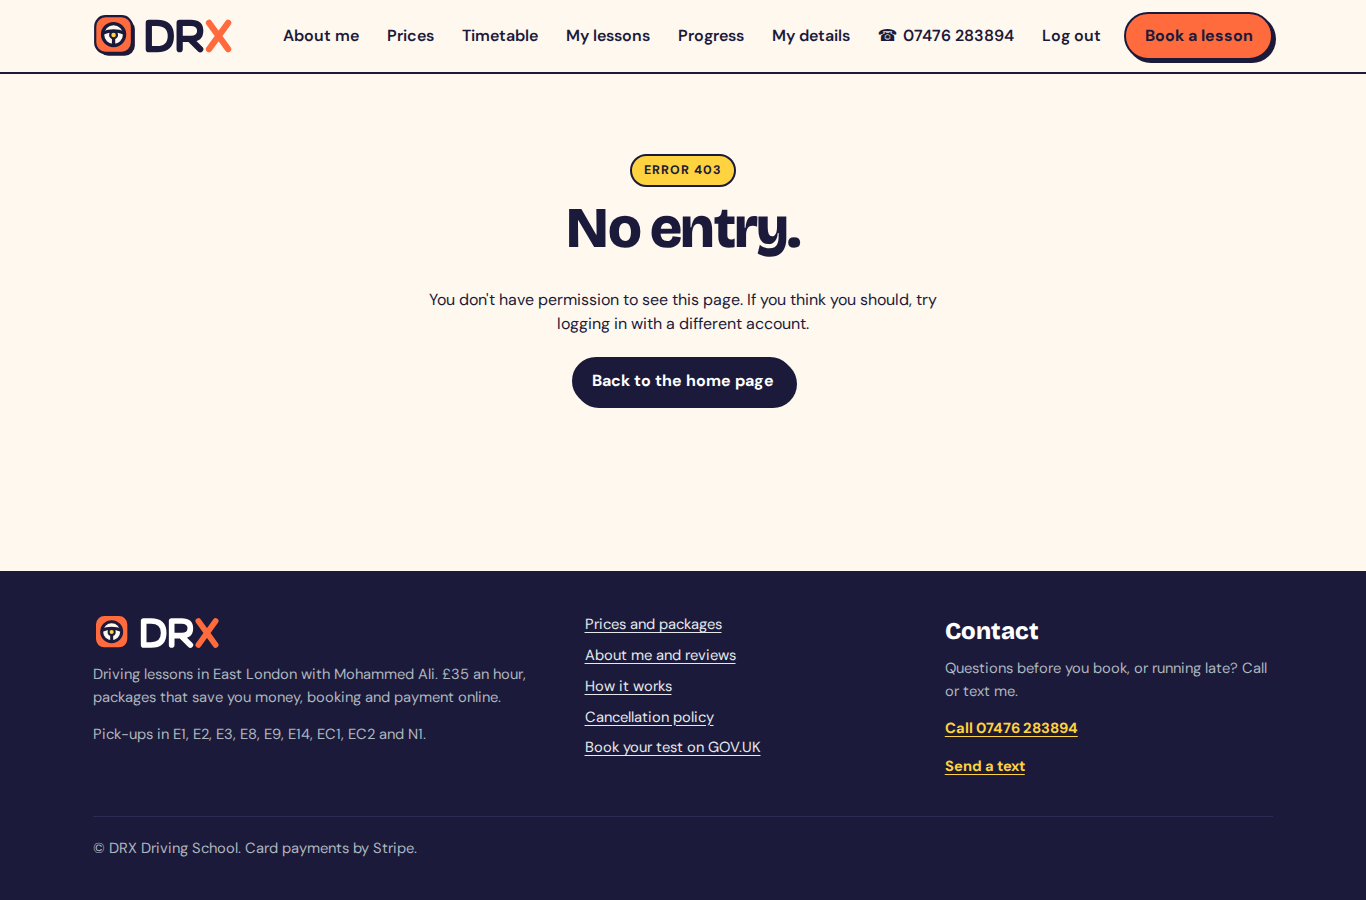 DRX
About me
Prices
Timetable
My lessons
Progress
My details
☎ 07476 283894
Log out
Book a lesson
ERROR 403
No entry.
You don't have permission to see this page. If you think you should, try
logging in with a different account.
Back to the home page
DRX
Driving lessons in East London with Mohammed Ali. £35 an hour,
packages that save you money, booking and payment online.
Pick-ups in E1, E2, E3, E8, E9, E14, EC1, EC2 and N1.
Prices and packages
About me and reviews
How it works
Cancellation policy
Book your test on GOV.UK
Contact
Questions before you book, or running late? Call
or text me.
Call 07476 283894
Send a text
© DRX Driving School. Card payments by Stripe.